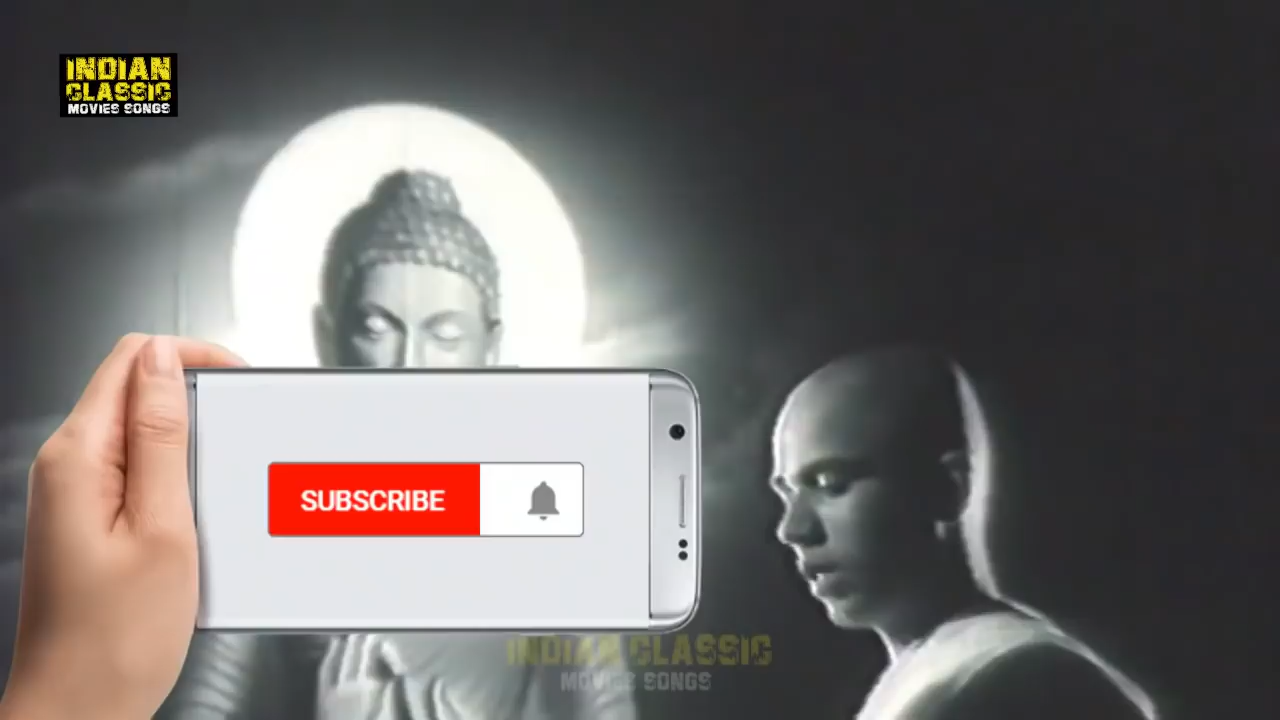 INDIAN
CLASSIC
MOVIES SONGS
SUBSCRIBE
INDIAN CLASSIC
MOVIES SONGS